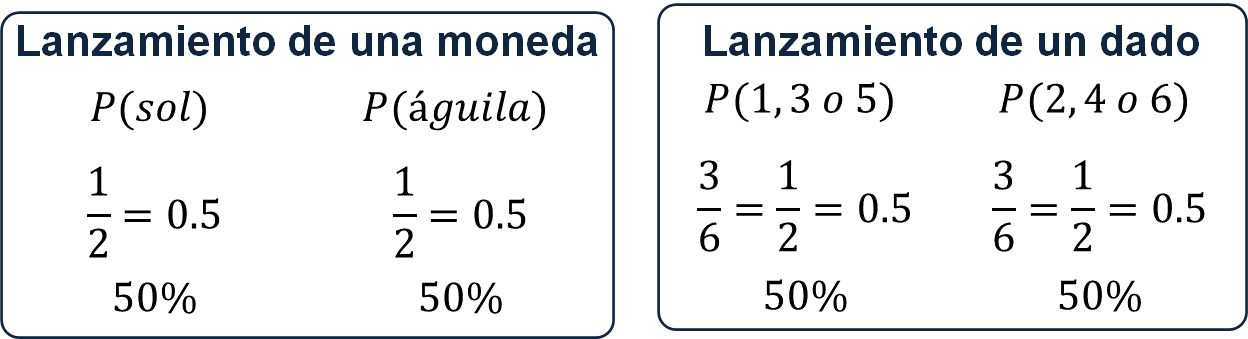 Lanzamiento de una moneda
P(sol) P(águila)
1/2 = 0.5 1/2 = 0.5
50% 50%
Lanzamiento de un dado
P(1, 3 o 5) P(2, 4 o 6)
3/6 = 1/2 = 0.5 3/6 = 1/2 = 0.5
50% 50%